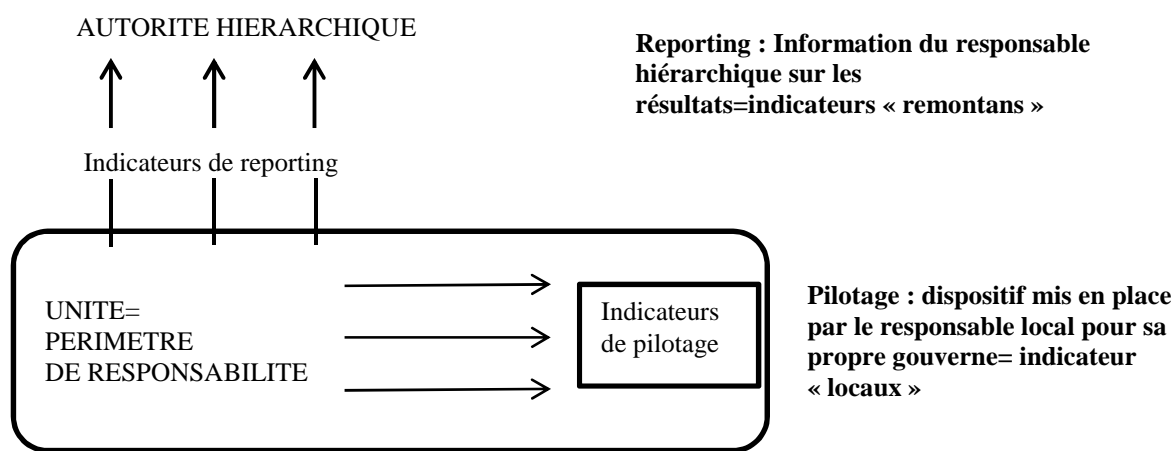 AUTORITE HIERARCHIQUE
Reporting : Information du responsable
hiérarchique sur les
résultats=indicateurs « remontans »
Indicateurs de reporting
UNITE=
PERIMETRE
DE RESPONSABILITE
Indicateurs
de pilotage
Pilotage : dispositif mis en place
par le responsable local pour sa
propre gouverne= indicateur
« locaux »